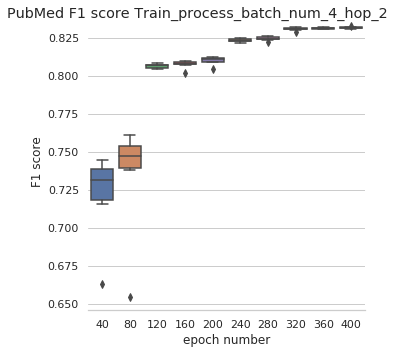 PubMed F1 score Train_process_batch_num_4_hop_2
0.825
0.800
0.775
0.750
0.725
0.700
0.675
0.650
F1 score
40 80 120 160 200 240 280 320 360 400
epoch number